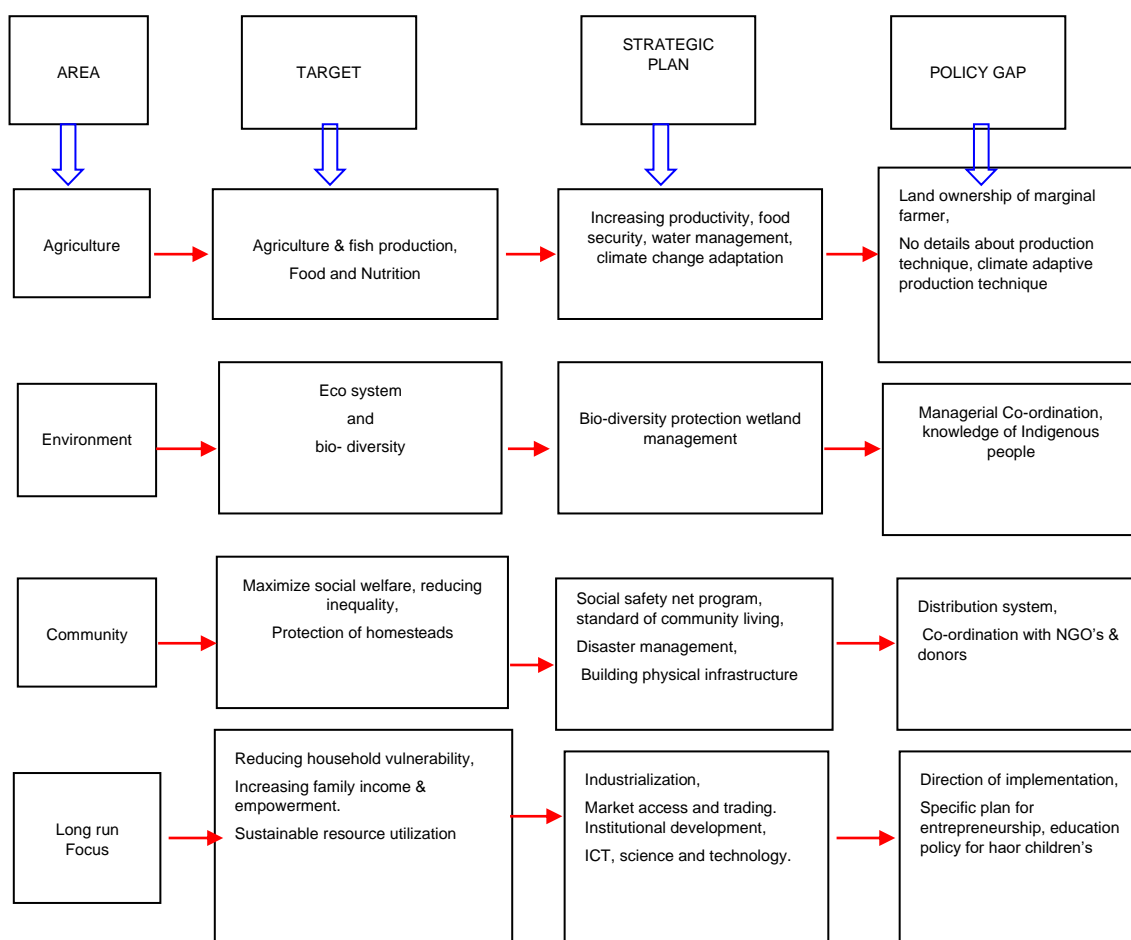 AREA
TARGET
STRATEGIC
PLAN
POLICY GAP
Agriculture
Agriculture & fish production,
Food and Nutrition
Increasing productivity, food
security, water management,
climate change adaptation
Land ownership of marginal
farmer,
No details about production
technique, climate adaptive
production technique
Environment
Eco system
and
bio- diversity
Bio-diversity protection wetland
management
Managerial Co-ordination,
knowledge of Indigenous
people
Community
Maximize social welfare, reducing
inequality,
Protection of homesteads
Social safety net program,
standard of community living,
Disaster management,
Building physical infrastructure
Distribution system,
Co-ordination with NGO's &
donors
Long run
Focus
Reducing household vulnerability,
Increasing family income &
empowerment.
Sustainable resource utilization
Industrialization,
Market access and trading.
Institutional development,
ICT, science and technology.
Direction of implementation,
Specific plan for
entrepreneurship, education
policy for haor children's